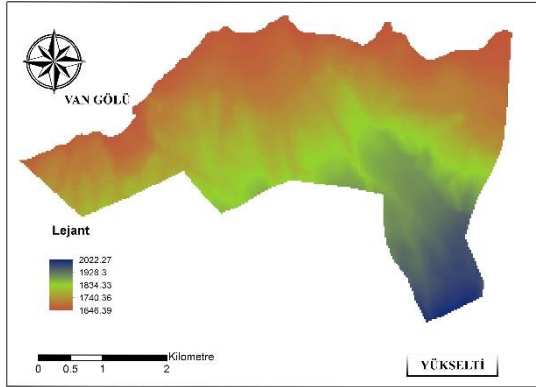 VAN GÖLÜ
Lejant
2022.27
1928.3
1834.33
1740.36
1646.39
Kilometre
0 0.5 1 2
YÜKSELTİ